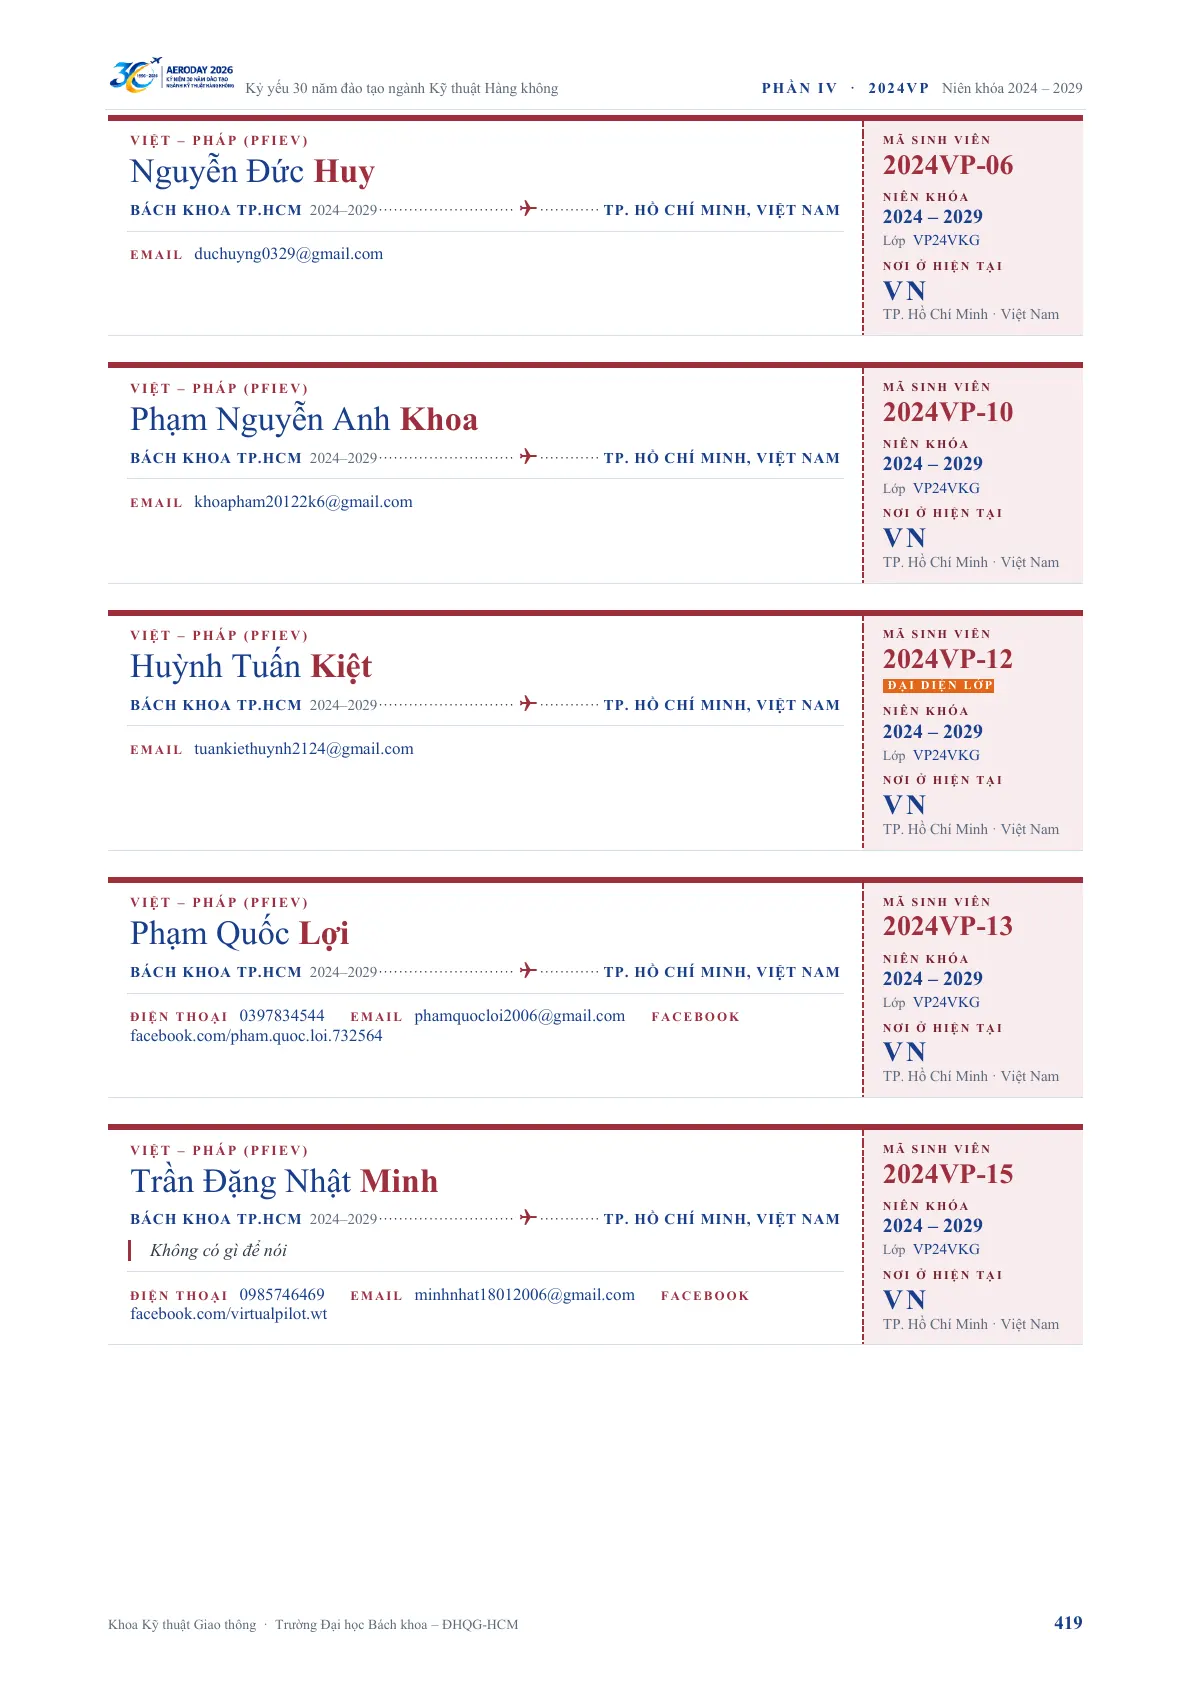 30
1996 - 2026
AERODAY 2026
KỶ NIỆM 30 NĂM ĐÀO TẠO
NGÀNH KỸ THUẬT HÀNG KHÔNG
Kỷ yếu 30 năm đào tạo ngành Kỹ thuật Hàng không
PHẦN IV · 2024VP Niên khóa 2024 – 2029
VIỆT – PHÁP (PFIEV)
Nguyễn Đức Huy
BÁCH KHOA TP.HCM 2024–2029 TP. HỒ CHÍ MINH, VIỆT NAM
EMAIL duchuyng0329@gmail.com
MÃ SINH VIÊN
2024VP-06
NIÊN KHÓA
2024 – 2029
Lớp VP24VKG
NƠI Ở HIỆN TẠI
VN
TP. Hồ Chí Minh · Việt Nam
VIỆT – PHÁP (PFIEV)
Phạm Nguyễn Anh Khoa
BÁCH KHOA TP.HCM 2024–2029 TP. HỒ CHÍ MINH, VIỆT NAM
EMAIL khoapham20122k6@gmail.com
MÃ SINH VIÊN
2024VP-10
NIÊN KHÓA
2024 – 2029
Lớp VP24VKG
NƠI Ở HIỆN TẠI
VN
TP. Hồ Chí Minh · Việt Nam
VIỆT – PHÁP (PFIEV)
Huỳnh Tuấn Kiệt
BÁCH KHOA TP.HCM 2024–2029 TP. HỒ CHÍ MINH, VIỆT NAM
EMAIL tuankiethuynh2124@gmail.com
MÃ SINH VIÊN
2024VP-12
ĐẠI DIỆN LỚP
NIÊN KHÓA
2024 – 2029
Lớp VP24VKG
NƠI Ở HIỆN TẠI
VN
TP. Hồ Chí Minh · Việt Nam
VIỆT – PHÁP (PFIEV)
Phạm Quốc Lợi
BÁCH KHOA TP.HCM 2024–2029 TP. HỒ CHÍ MINH, VIỆT NAM
ĐIỆN THOẠI 0397834544 EMAIL phamquocloi2006@gmail.com FACEBOOK
facebook.com/pham.quoc.loi.732564
MÃ SINH VIÊN
2024VP-13
NIÊN KHÓA
2024 – 2029
Lớp VP24VKG
NƠI Ở HIỆN TẠI
VN
TP. Hồ Chí Minh · Việt Nam
VIỆT – PHÁP (PFIEV)
Trần Đặng Nhật Minh
BÁCH KHOA TP.HCM 2024–2029 TP. HỒ CHÍ MINH, VIỆT NAM
Không có gì để nói
ĐIỆN THOẠI 0985746469 EMAIL minhnhat18012006@gmail.com FACEBOOK
facebook.com/virtualpilot.wt
MÃ SINH VIÊN
2024VP-15
NIÊN KHÓA
2024 – 2029
Lớp VP24VKG
NƠI Ở HIỆN TẠI
VN
TP. Hồ Chí Minh · Việt Nam
Khoa Kỹ thuật Giao thông · Trường Đại học Bách khoa – ĐHQG-HCM
419